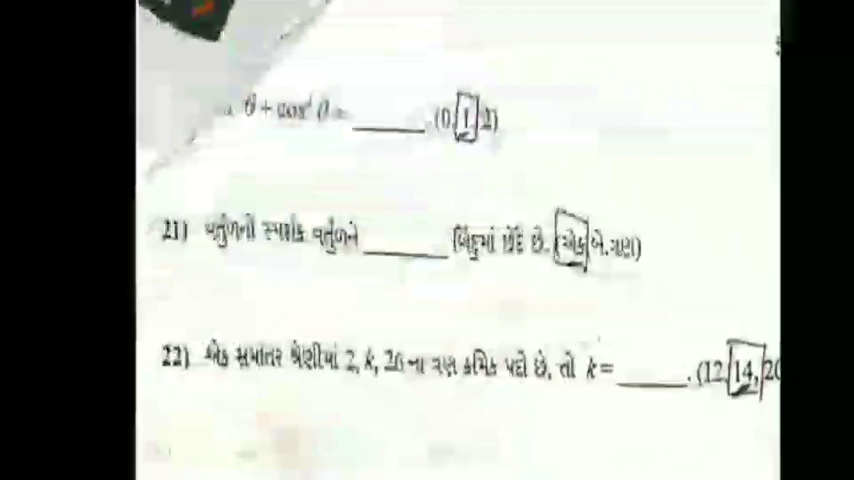 θ + cos² θ = ______ (0, 1, 2)
21) વર્તુળનો સ્પર્શક વર્તુળને ______ બિંદુમાં છેદે છે. (એક, બે, ત્રણ)
22) એક સમાંતર શ્રેણીમાં 2, k, 26 ના ત્રણ ક્રમિક પદો છે, તો k = ______. (12, 14, 20